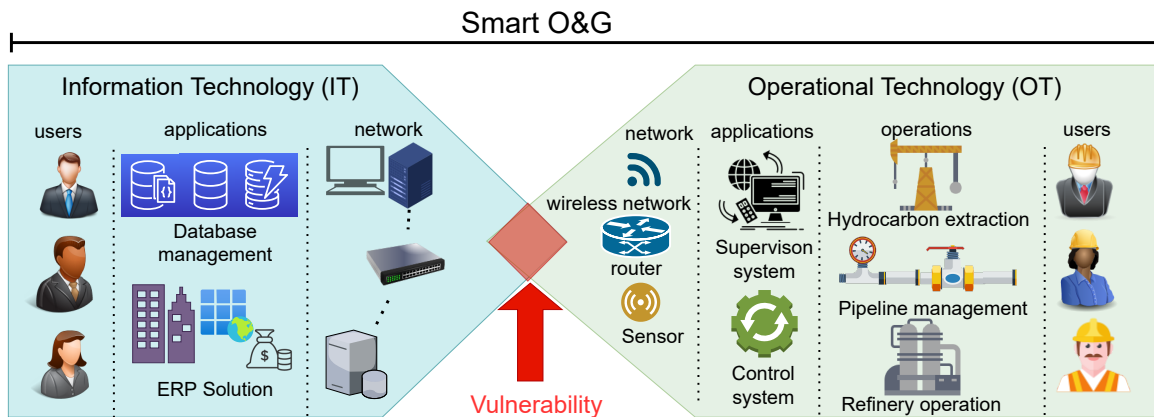 Smart O&G
Information Technology (IT)
users
applications
network
Database
management
ERP Solution
Vulnerability
Operational Technology (OT)
network
applications
operations
users
wireless network
router
Sensor
Supervison
system
Control
system
Hydrocarbon extraction
Pipeline management
Refinery operation